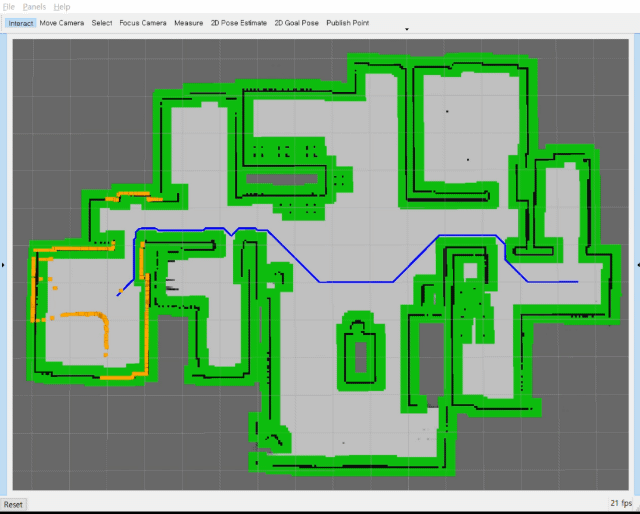 File Panels Help
Interact Move Camera Select Focus Camera Measure 2D Pose Estimate 2D Goal Pose Publish Point
Reset 21 fps